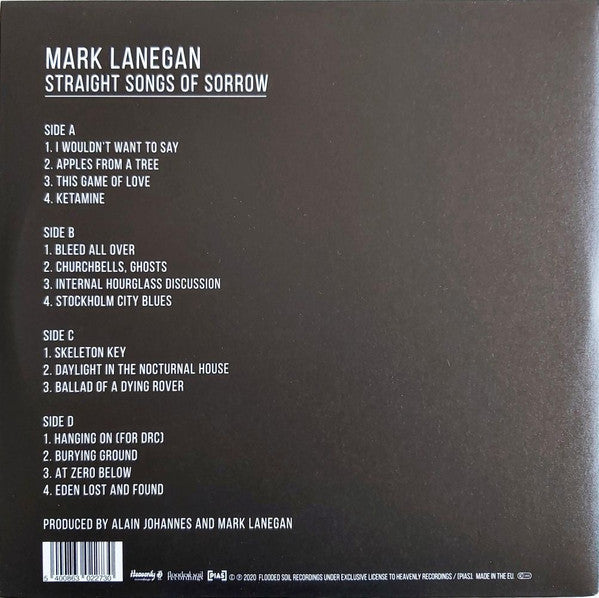 MARK LANEGAN
STRAIGHT SONGS OF SORROW
SIDE A
1. I WOULDN'T WANT TO SAY
2. APPLES FROM A TREE
3. THIS GAME OF LOVE
4. KETAMINE
SIDE B
1. BLEED ALL OVER
2. CHURCHBELLS, GHOSTS
3. INTERNAL HOURGLASS DISCUSSION
4. STOCKHOLM CITY BLUES
SIDE C
1. SKELETON KEY
2. DAYLIGHT IN THE NOCTURNAL HOUSE
3. BALLAD OF A DYING ROVER
SIDE D
1. HANGING ON (FOR DRC)
2. BURYING GROUND
3. AT ZERO BELOW
4. EDEN LOST AND FOUND
PRODUCED BY ALAIN JOHANNES AND MARK LANEGAN
Heavenly [PIAS] © ℗ 2020 FLOODED SOIL RECORDINGS UNDER EXCLUSIVE LICENSE TO HEAVENLY RECORDINGS / [PIAS]. MADE IN THE EU.